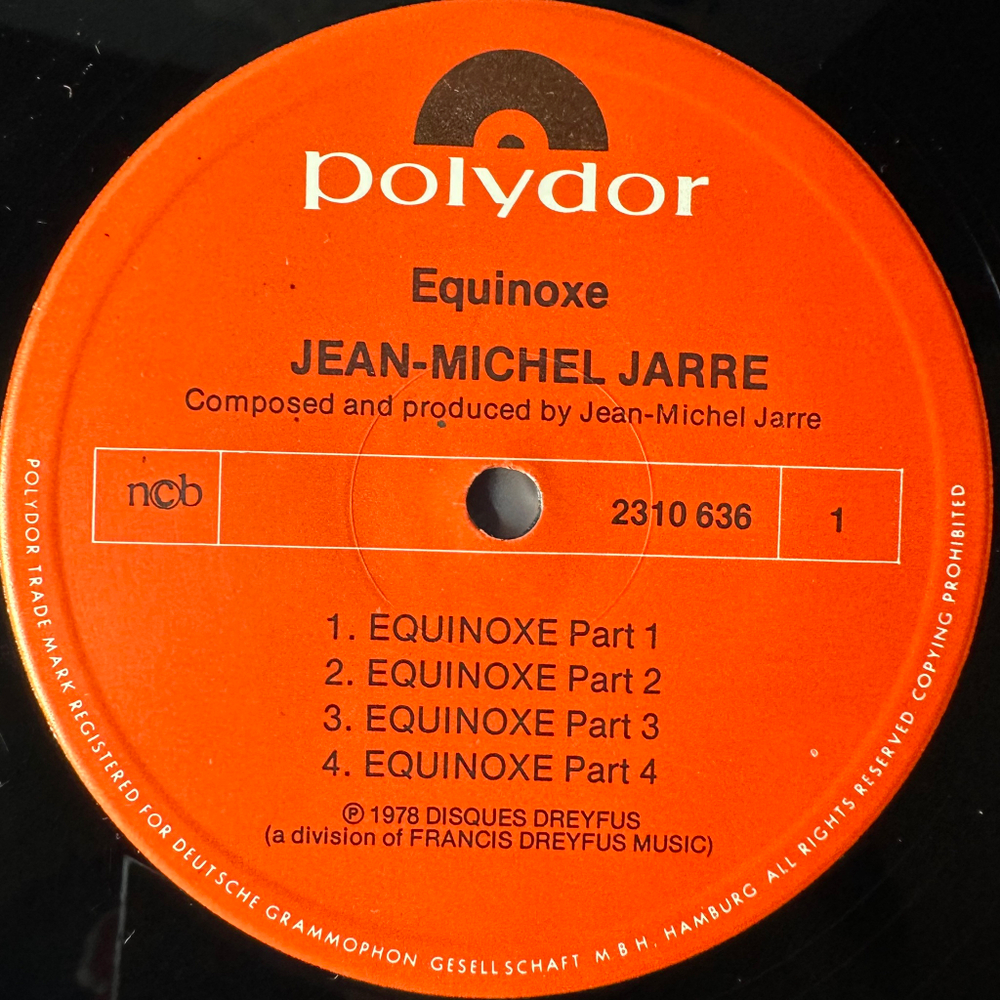 polydor
Equinoxe
JEAN-MICHEL JARRE
Composed and produced by Jean-Michel Jarre
ncb
2310 636
1
1. EQUINOXE Part 1
2. EQUINOXE Part 2
3. EQUINOXE Part 3
4. EQUINOXE Part 4
℗ 1978 DISQUES DREYFUS
(a division of FRANCIS DREYFUS MUSIC)
POLYDOR TRADE MARK REGISTERED FOR DEUTSCHE GRAMMOPHON GESELLSCHAFT M B H. HAMBURG ALL RIGHTS RESERVED COPYING PROHIBITED